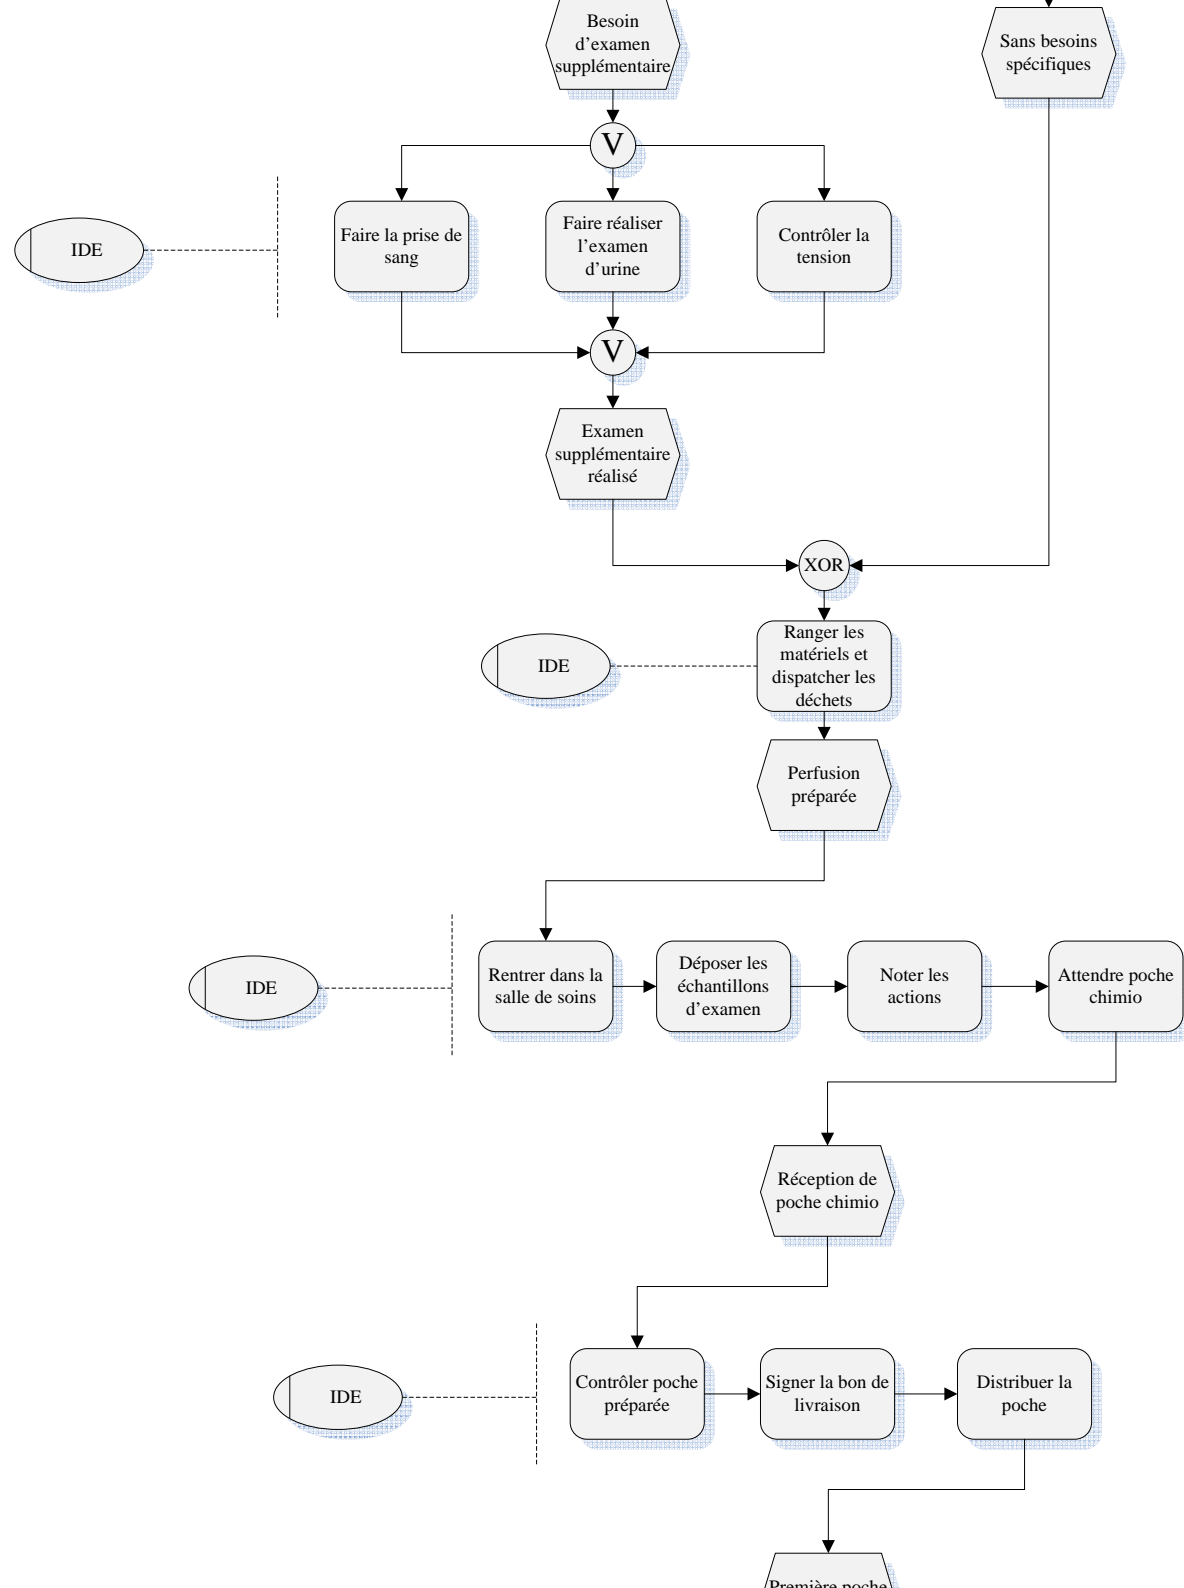 Besoin
d'examen
supplémentaire
Sans besoins
spécifiques
V
IDE
Faire la prise de
sang
Faire réaliser
l'examen
d'urine
Contrôler la
tension
V
Examen
supplémentaire
réalisé
XOR
IDE
Ranger les
matériels et
dispatcher les
déchets
Perfusion
préparée
IDE
Rentrer dans la
salle de soins
Déposer les
échantillons
d'examen
Noter les
actions
Attendre poche
chimio
Réception de
poche chimio
IDE
Contrôler poche
préparée
Signer la bon de
livraison
Distribuer la
poche
Première poche